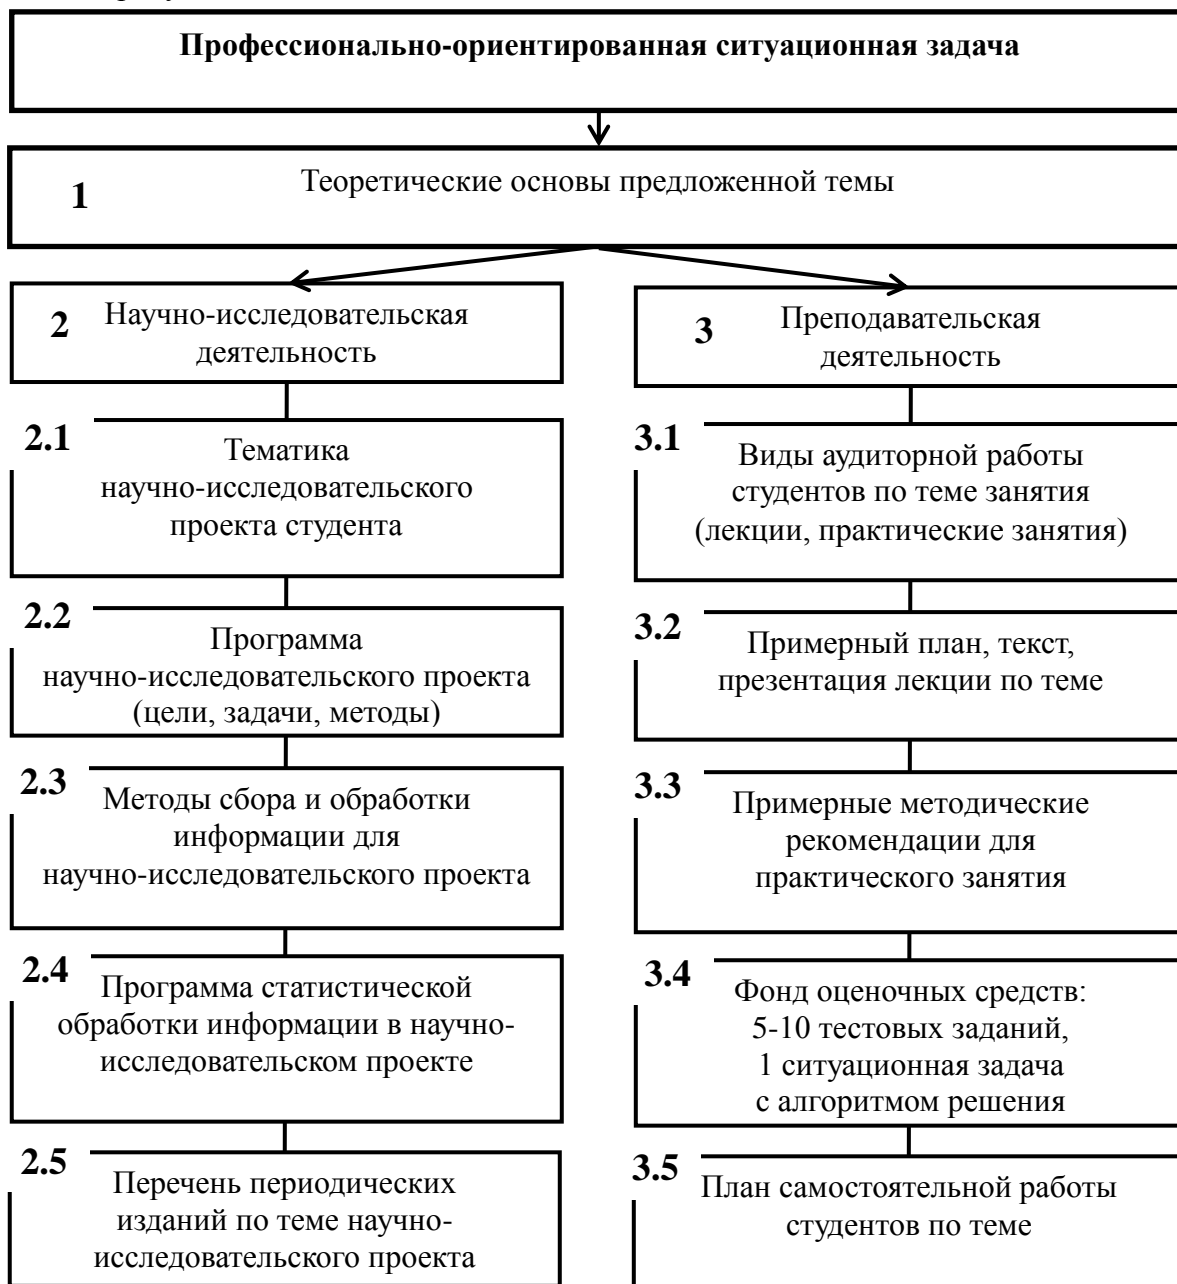 Профессионально-ориентированная ситуационная задача
1
Теоретические основы предложенной темы
2
Научно-исследовательская
деятельность
2.1
Тематика
научно-исследовательского
проекта студента
2.2
Программа
научно-исследовательского проекта
(цели, задачи, методы)
2.3
Методы сбора и обработки
информации для
научно-исследовательского проекта
2.4
Программа статистической
обработки информации в научно-
исследовательском проекте
2.5
Перечень периодических
изданий по теме научно-
исследовательского проекта
3
Преподавательская
деятельность
3.1
Виды аудиторной работы
студентов по теме занятия
(лекции, практические занятия)
3.2
Примерный план, текст,
презентация лекции по теме
3.3
Примерные методические
рекомендации для
практического занятия
3.4
Фонд оценочных средств:
5-10 тестовых заданий,
1 ситуационная задача
с алгоритмом решения
3.5
План самостоятельной работы
студентов по теме